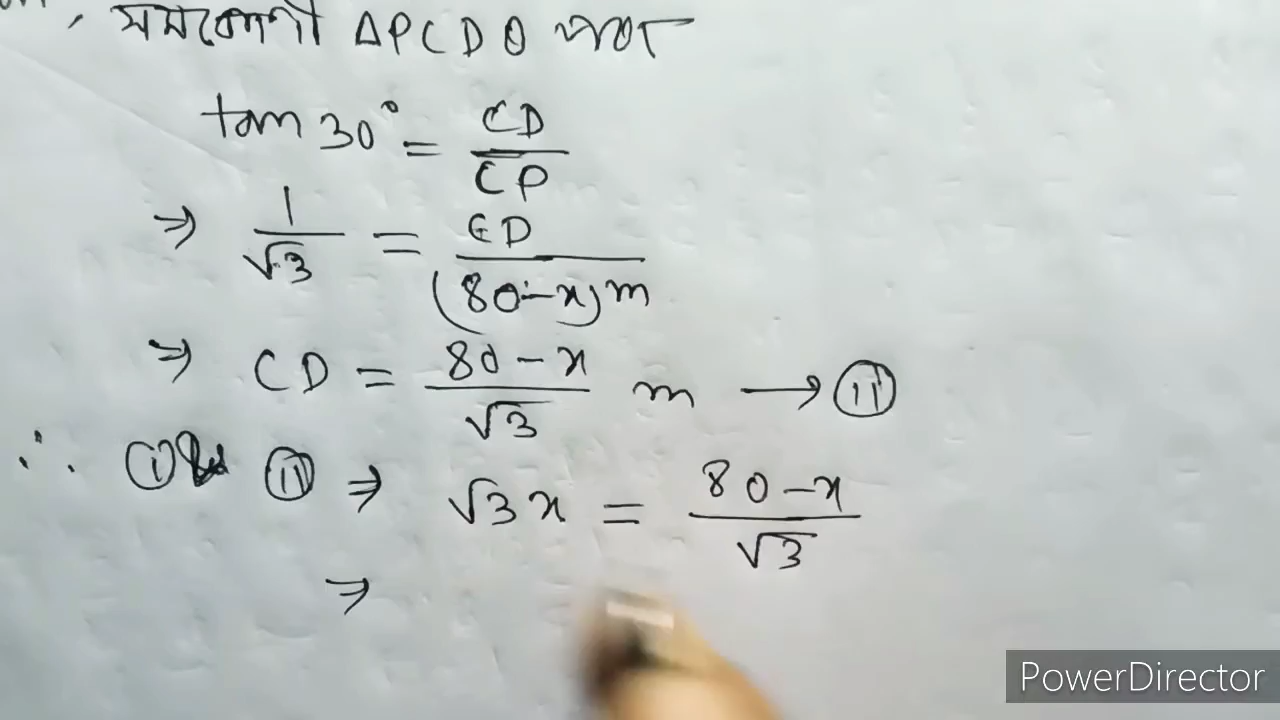 , সমকোণী ΔPCD ত
tan 30° = CD/CP
⇒ 1/√3 = CD/(80-x)m
⇒ CD = 80-x/√3 m → (ii)
∴ (i) & (ii) ⇒ √3x = 80-x/√3
⇒
PowerDirector